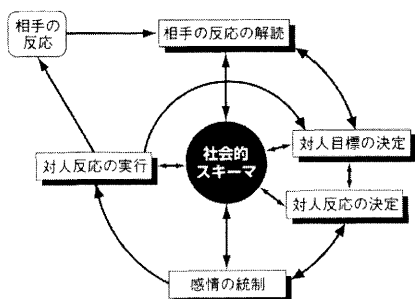 相手の
反応
相手の反応の解読
社会的
スキーマ
対人目標の決定
対人反応の実行
対人反応の決定
感情の統制